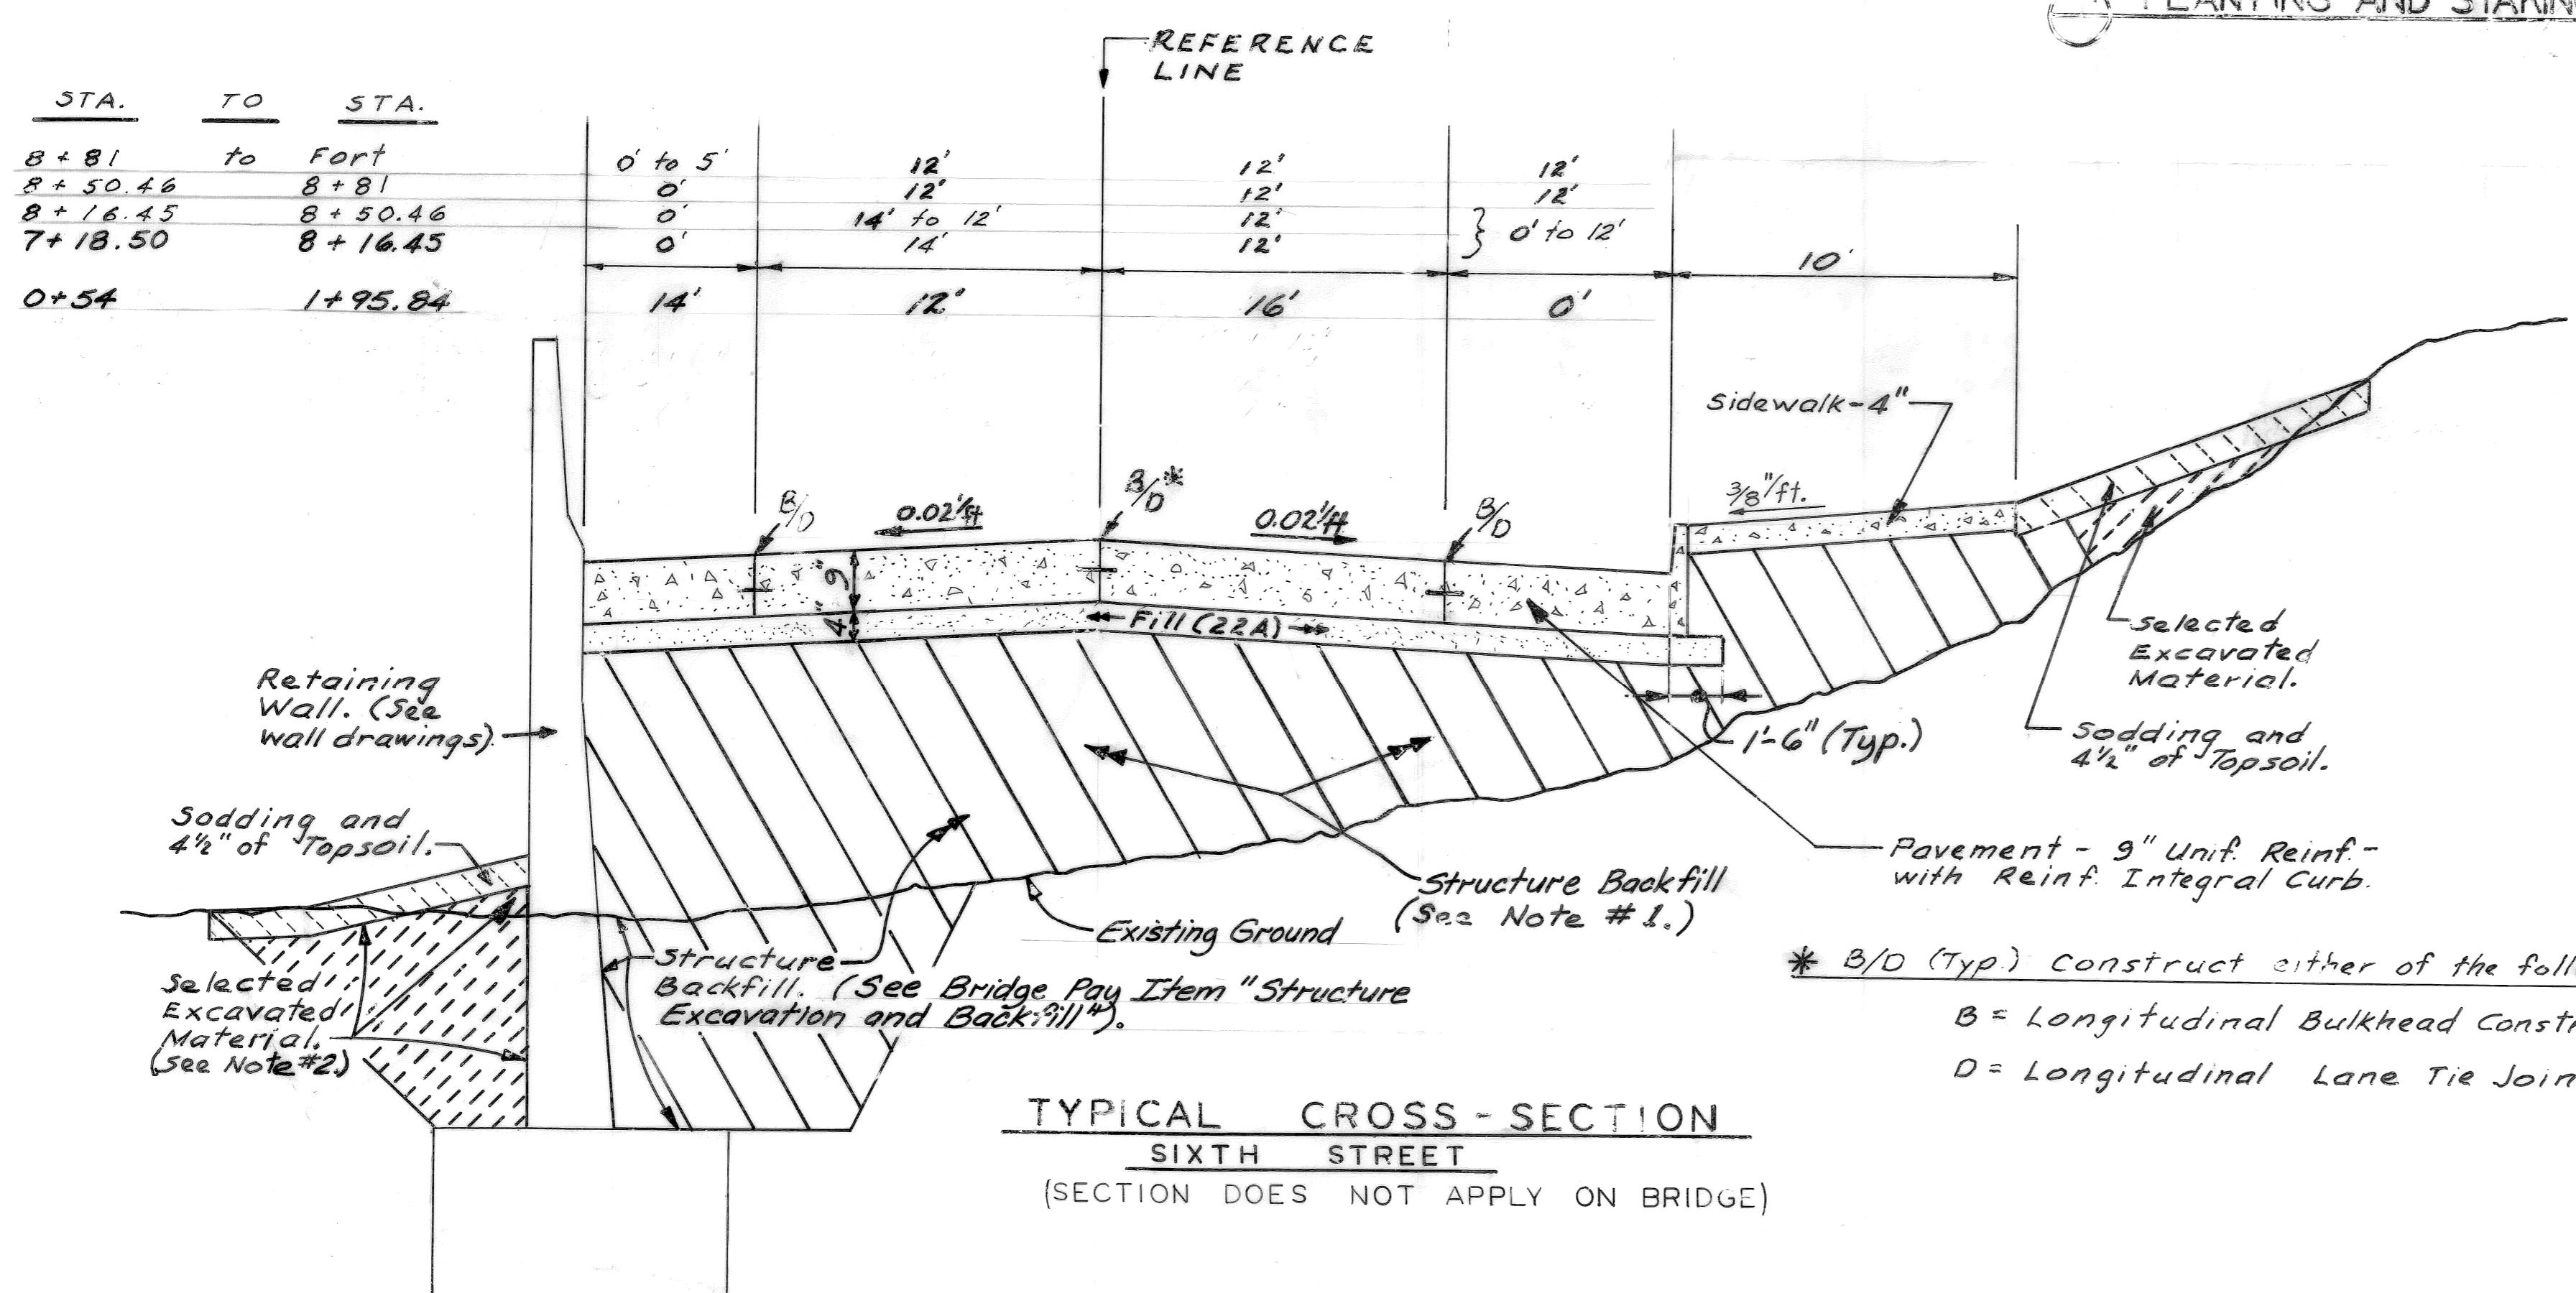 PLANTING AND STAKIN
REFERENCE
LINE
STA. TO STA.
8+81 to Fort 0' to 5' 12' 12' 12'
8+50.46 8+81 0' 12' 12' 12'
8+16.45 8+50.46 0' 14' to 12' 12' } 0' to 12'
7+18.50 8+16.45 0' 14' 12'
10'
0+54 1+95.84 14' 12' 16' 0'
Sidewalk-4"
B/D
0.02'/ft
B/D*
0.02'/ft
B/D
3/8"/ft.
9"
4"
Fill (22A)
Retaining
Wall. (See
wall drawings).
Selected
Excavated
Material.
1'-6" (Typ.)
Sodding and
4½" of Topsoil.
Sodding and
4½" of Topsoil.
Pavement - 9" Unif. Reinf.-
with Reinf. Integral Curb.
Structure Backfill
(See Note #1.)
Existing Ground
Structure
Backfill. (See Bridge Pay Item "Structure
Excavation and Backfill").
Selected
Excavated
Material.
(See Note #2.)
* B/D (Typ.) Construct either of the foll
B = Longitudinal Bulkhead Const
D = Longitudinal Lane Tie Join
TYPICAL CROSS-SECTION
SIXTH STREET
(SECTION DOES NOT APPLY ON BRIDGE)